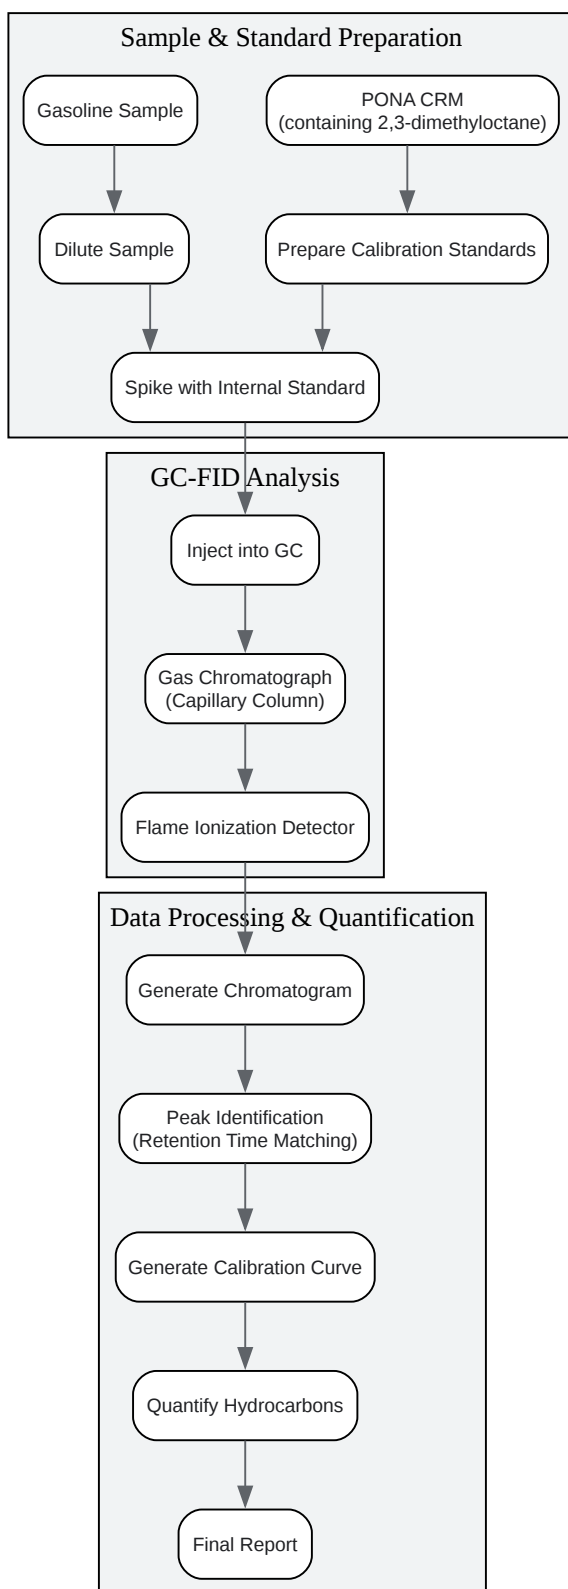 Sample & Standard Preparation
Gasoline Sample
PONA CRM
(containing 2,3-dimethyloctane)
Dilute Sample
Prepare Calibration Standards
Spike with Internal Standard
GC-FID Analysis
Inject into GC
Gas Chromatograph
(Capillary Column)
Flame Ionization Detector
Data Processing & Quantification
Generate Chromatogram
Peak Identification
(Retention Time Matching)
Generate Calibration Curve
Quantify Hydrocarbons
Final Report